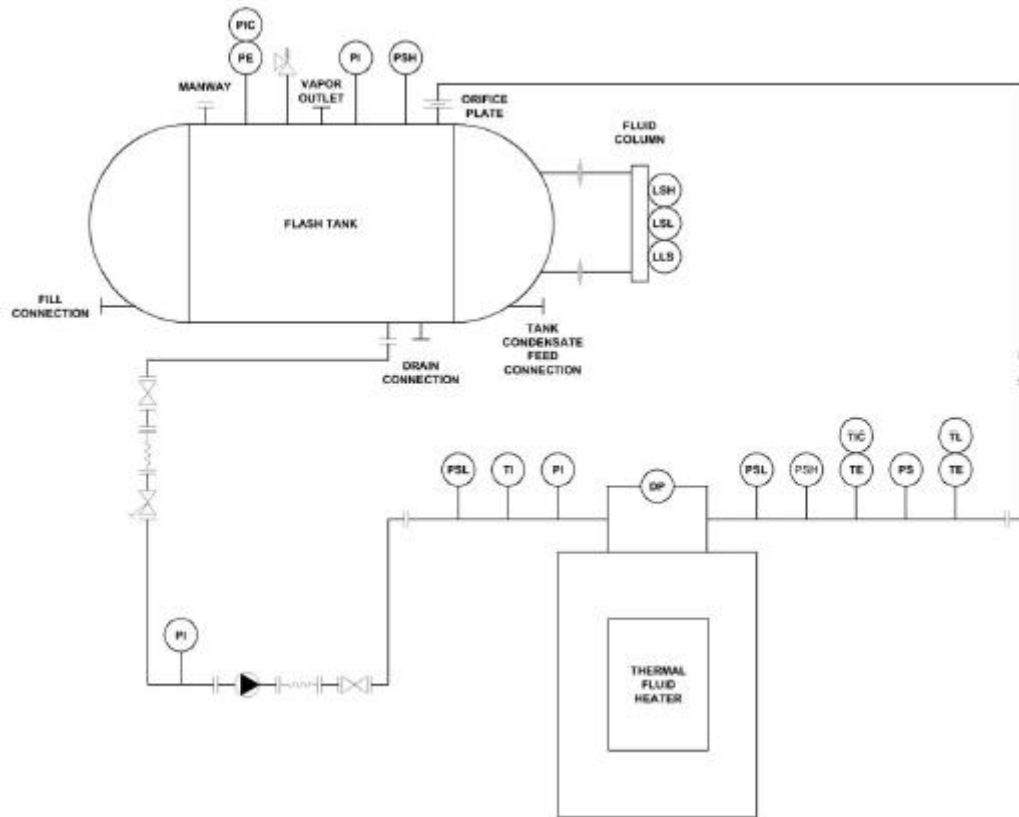 PIC
PE
PI
PSH
MANWAY
VAPOR
OUTLET
ORIFICE
PLATE
FLUID
COLUMN
LSH
LSL
LLS
FLASH TANK
FILL
CONNECTION
DRAIN
CONNECTION
TANK
CONDENSATE
FEED
CONNECTION
PSL
TI
PI
DP
PSL
PSH
TIC
TE
PS
TL
TE
PI
THERMAL
FLUID
HEATER